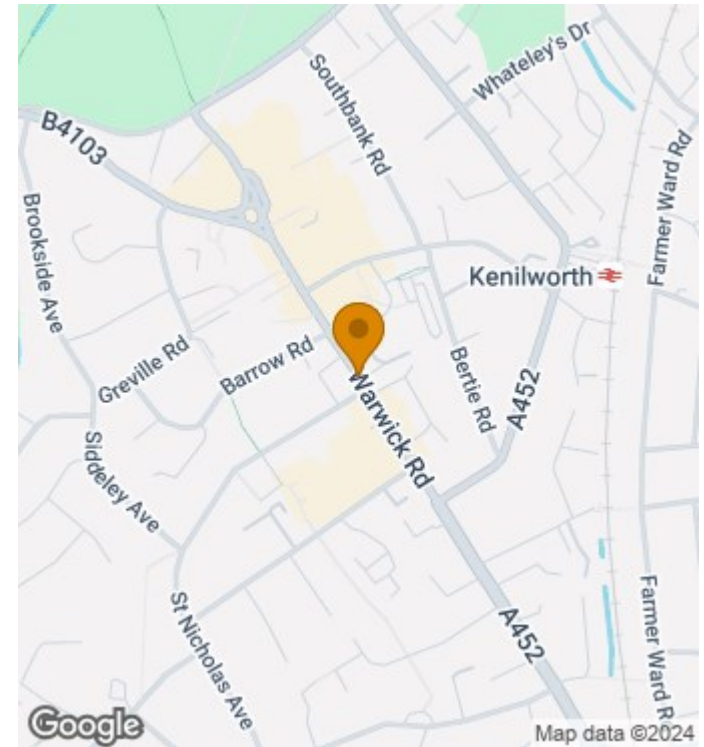 Whateley's Dr
Southbank Rd
B4103
Farmer Ward Rd
Brookside Ave
Kenilworth
Greville Rd
Barrow Rd
Bertie Rd
A452
Warwick Rd
Siddeley Ave
St Nicholas Ave
A452
Farmer Ward R
Google
Map data ©2024